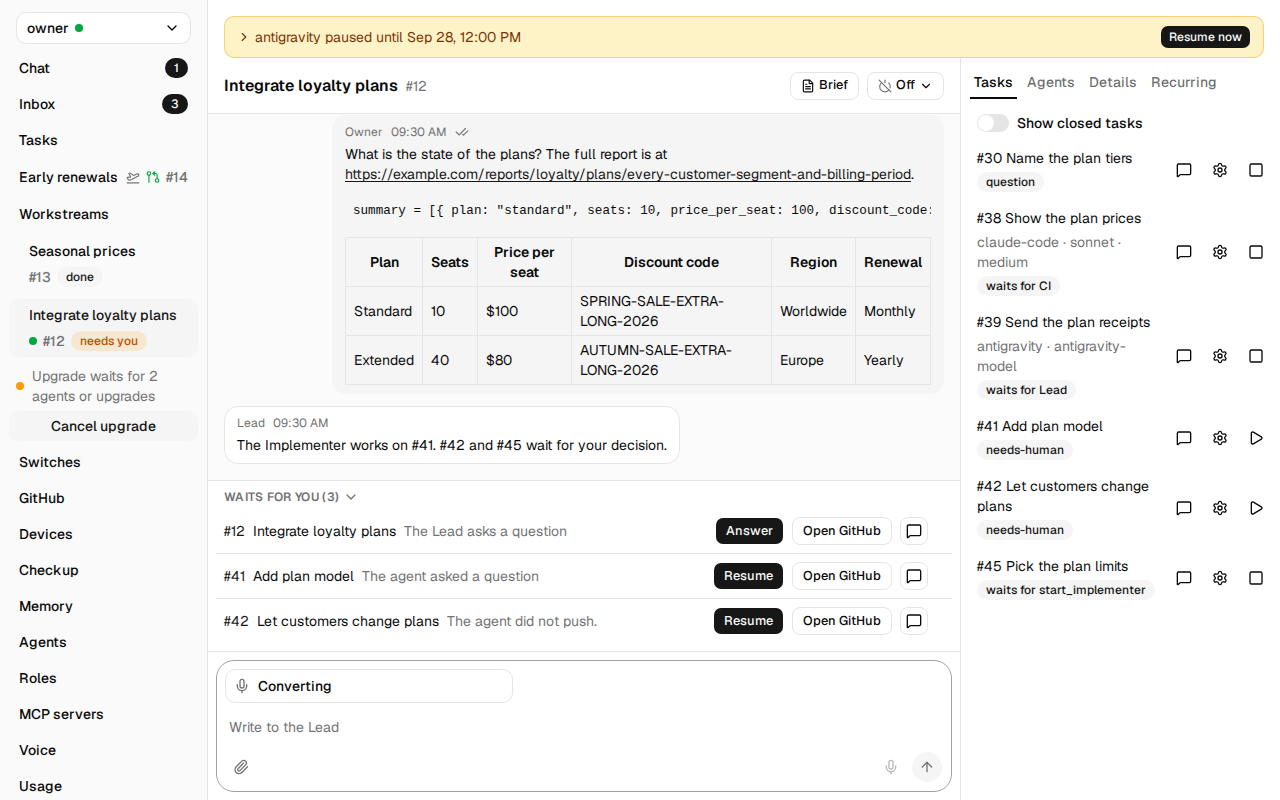 owner
Chat 1
Inbox 3
Tasks
Early renewals #14
Workstreams
Seasonal prices
#13 done
Integrate loyalty plans
#12 needs you
Upgrade waits for 2
agents or upgrades
Cancel upgrade
Switches
GitHub
Devices
Checkup
Memory
Agents
Roles
MCP servers
Voice
Usage
antigravity paused until Sep 28, 12:00 PM
Resume now
Integrate loyalty plans #12
Brief
Off
Owner 09:30 AM
What is the state of the plans? The full report is at
https://example.com/reports/loyalty/plans/every-customer-segment-and-billing-period.
summary = [{ plan: "standard", seats: 10, price_per_seat: 100, discount_code:
Plan Seats Price per seat Discount code Region Renewal
Standard 10 $100 SPRING-SALE-EXTRA-LONG-2026 Worldwide Monthly
Extended 40 $80 AUTUMN-SALE-EXTRA-LONG-2026 Europe Yearly
Lead 09:30 AM
The Implementer works on #41. #42 and #45 wait for your decision.
WAITS FOR YOU (3)
#12 Integrate loyalty plans The Lead asks a question Answer Open GitHub
#41 Add plan model The agent asked a question Resume Open GitHub
#42 Let customers change plans The agent did not push. Resume Open GitHub
Converting
Write to the Lead
Tasks Agents Details Recurring
Show closed tasks
#30 Name the plan tiers
question
#38 Show the plan prices
claude-code · sonnet ·
medium
waits for CI
#39 Send the plan receipts
antigravity · antigravity-
model
waits for Lead
#41 Add plan model
needs-human
#42 Let customers change
plans
needs-human
#45 Pick the plan limits
waits for start_implementer